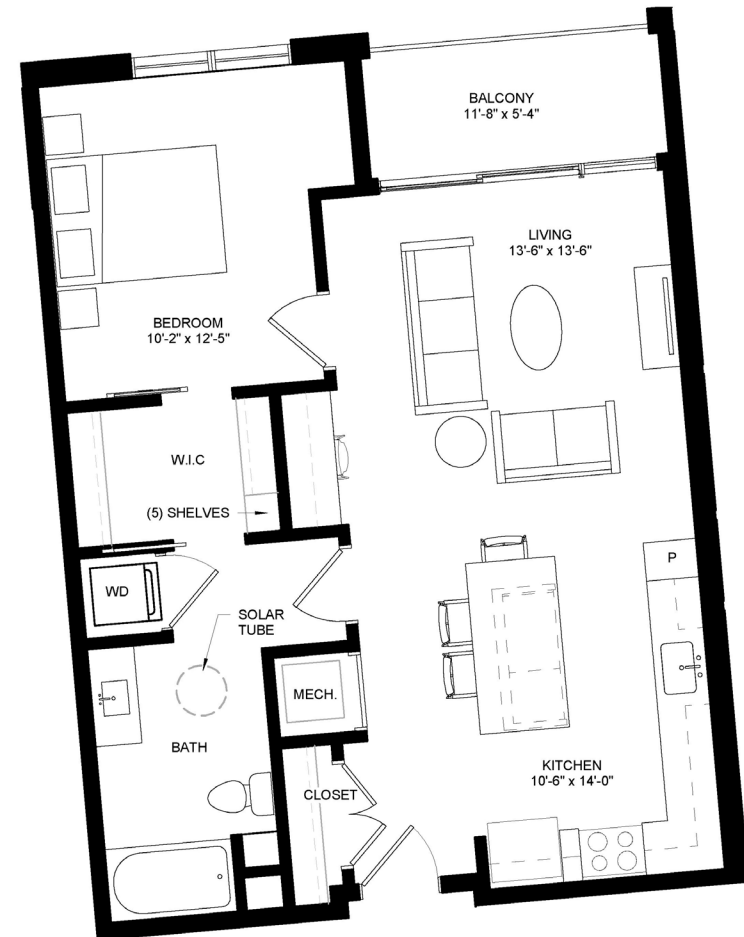 BALCONY
11'-8" x 5'-4"
LIVING
13'-6" x 13'-6"
BEDROOM
10'-2" x 12'-5"
W.I.C
(5) SHELVES
P
WD
SOLAR
TUBE
MECH.
BATH
KITCHEN
10'-6" x 14'-0"
CLOSET